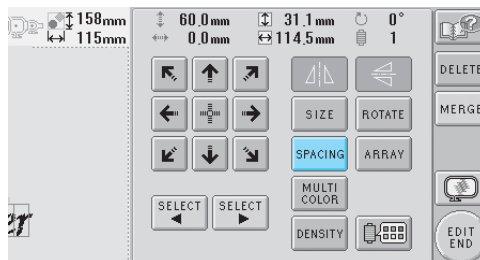 158mm
115mm
60.0mm 31.1mm 0°
0.0mm 114.5mm 1
DELETE
SIZE ROTATE MERGE
SPACING ARRAY
MULTI
COLOR
SELECT SELECT
DENSITY
EDIT
END